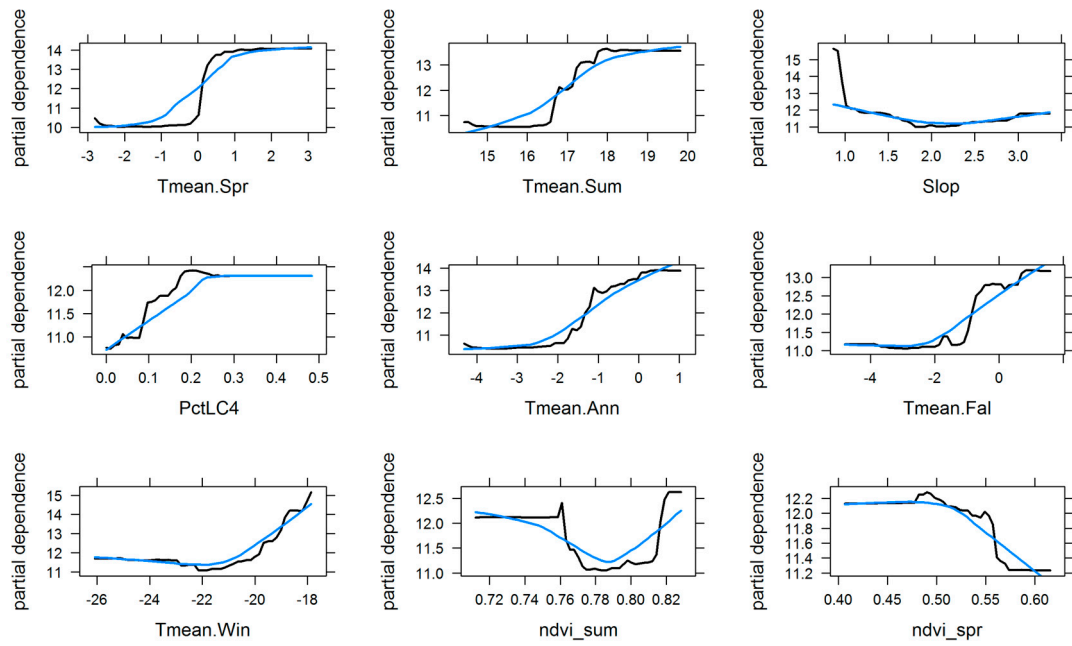 partial dependence
14
13
12
11
10
-3 -2 -1 0 1 2 3
Tmean.Spr
partial dependence
13
12
11
15 16 17 18 19 20
Tmean.Sum
partial dependence
15
14
13
12
11
1.0 1.5 2.0 2.5 3.0
Slop
partial dependence
12.0
11.5
11.0
0.0 0.1 0.2 0.3 0.4 0.5
PctLC4
partial dependence
14
13
12
11
-4 -3 -2 -1 0 1
Tmean.Ann
partial dependence
13.0
12.5
12.0
11.5
11.0
-4 -2 0
Tmean.Fal
partial dependence
15
14
13
12
11
-26 -24 -22 -20 -18
Tmean.Win
partial dependence
12.5
12.0
11.5
11.0
0.72 0.74 0.76 0.78 0.80 0.82
ndvi_sum
partial dependence
12.2
12.0
11.8
11.6
11.4
11.2
0.40 0.45 0.50 0.55 0.60
ndvi_spr